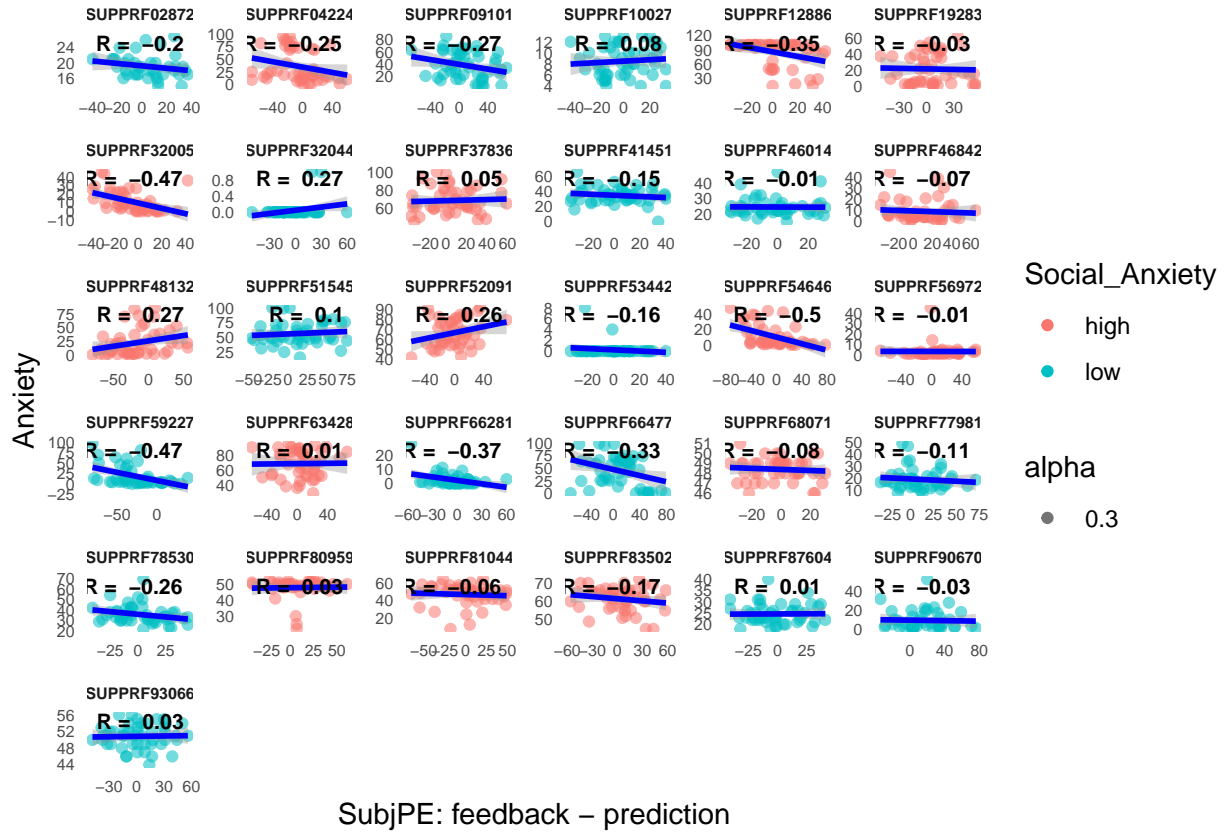 SUPPRF02872 SUPPRF04224 SUPPRF09101 SUPPRF10027 SUPPRF12886 SUPPRF19283
R = −0.2 R = −0.25 R = −0.27 R = 0.08 R = −0.35 R = −0.03
24 20 16
100 75 50 25 0
80 60 40 20 0
12 10 8 6 4
120 90 60 30
60 40 20 0
−40 −20 0 20 40
−40 0 40
−40 0 40
−20 0 20
−20 0 20 40
−30 0 30
SUPPRF32005 SUPPRF32044 SUPPRF37836 SUPPRF41451 SUPPRF46014 SUPPRF46842
R = −0.47 R = 0.27 R = 0.05 R = −0.15 R = −0.01 R = −0.07
40 30 20 10 0 −10
0.8 0.4 0.0
100 80 60
60 40 20 0
40 30 20
40 30 20 10 0
−40 −20 0 20 40
−30 0 30 60
−20 0 20 40 60
−20 0 20 40
−20 0 20
−20 0 20 40 60
SUPPRF48132 SUPPRF51545 SUPPRF52091 SUPPRF53442 SUPPRF54646 SUPPRF56972
R = 0.27 R = 0.1 R = 0.26 R = −0.16 R = −0.5 R = −0.01
75 50 25 0
100 75 50 25
90 80 70 60 50 40
8 6 4 2 0
40 20 0
40 30 20 10 0
−50 0 50
−50 −25 0 25 50 75
−40 0 40
−50 −25 0 25 50
−80 −40 0 40 80
−40 0 40
SUPPRF59227 SUPPRF63428 SUPPRF66281 SUPPRF66477 SUPPRF68071 SUPPRF77981
R = −0.47 R = 0.01 R = −0.37 R = −0.33 R = −0.08 R = −0.11
100 75 50 25 0 −25
80 60 40
20 10 0
100 75 50 25 0
51 50 49 48 47 46
50 40 30 20 10
−50 0
−40 0 40
−60 −30 0 30 60
−40 0 40 80
−20 0 20
−25 0 25 50 75
SUPPRF78530 SUPPRF80959 SUPPRF81044 SUPPRF83502 SUPPRF87604 SUPPRF90670
R = −0.26 R = 0.03 R = −0.06 R = −0.17 R = 0.01 R = −0.03
70 60 50 40 30 20
50 40 30
60 40 20 0
70 60 50
40 35 30 25 20
40 20 0
−25 0 25
−25 0 25 50
−50 −25 0 25 50
−60 −30 0 30 60
−25 0 25
0 40 80
SUPPRF93066
R = 0.03
56 52 48 44
−30 0 30 60
Anxiety
SubjPE: feedback − prediction
Social_Anxiety
high
low
alpha
0.3